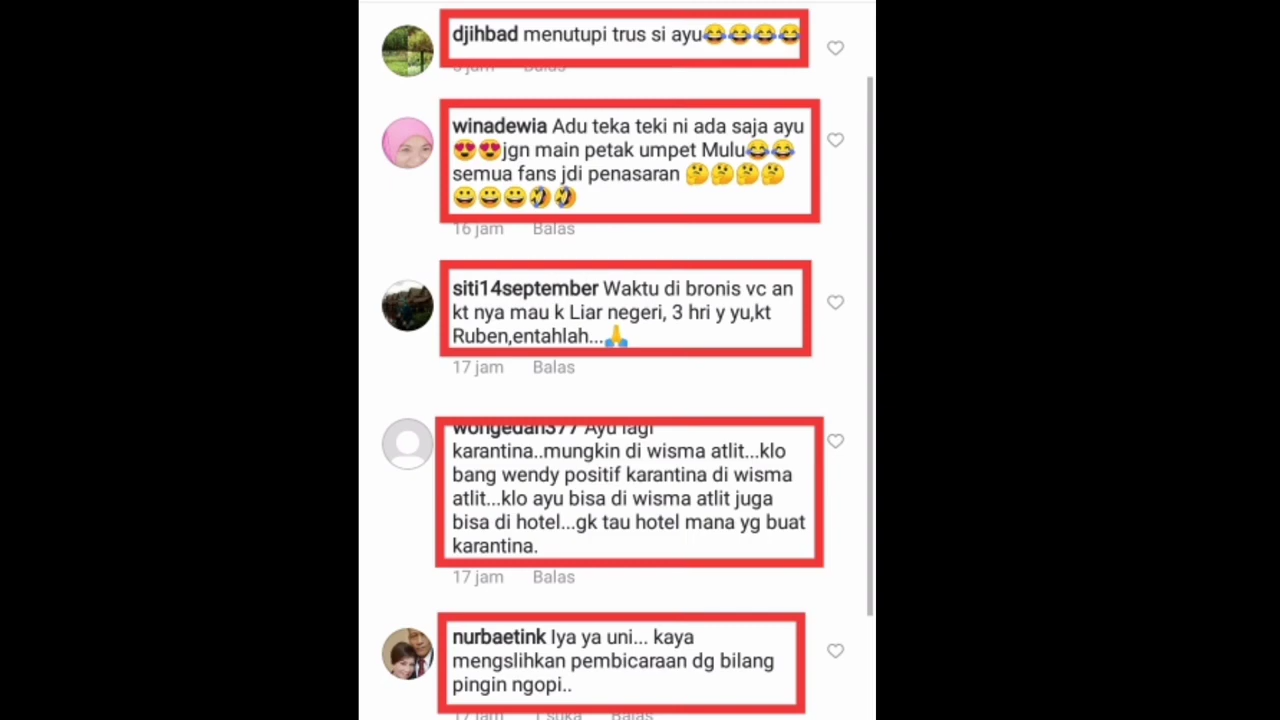 djihbad menutupi trus si ayu😂😂😂😂
jam Balas
winadewia Adu teka teki ni ada saja ayu
😍😍jgn main petak umpet Mulu😂😂
semua fans jdi penasaran 🤔🤔🤔🤔
😀😀😀🤣🤣
16 jam Balas
siti14september Waktu di bronis vc an
kt nya mau k Liar negeri, 3 hri y yu,kt
Ruben,entahlah...🙏
17 jam Balas
wongedan377 Ayu lagi
karantina..mungkin di wisma atlit...klo
bang wendy positif karantina di wisma
atlit...klo ayu bisa di wisma atlit juga
bisa di hotel...gk tau hotel mana yg buat
karantina.
17 jam Balas
nurbaetink Iya ya uni... kaya
mengslihkan pembicaraan dg bilang
pingin ngopi..
17 jam 1 suka Balas